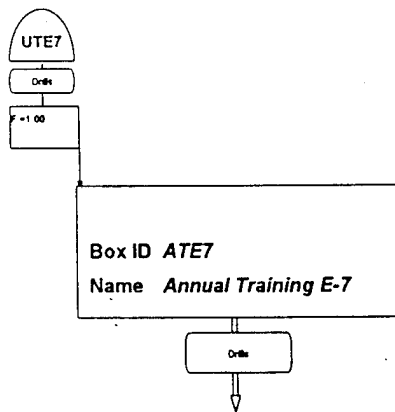 UTE7
Drills
F =1.00
Box ID ATE7
Name Annual Training E-7
Drills